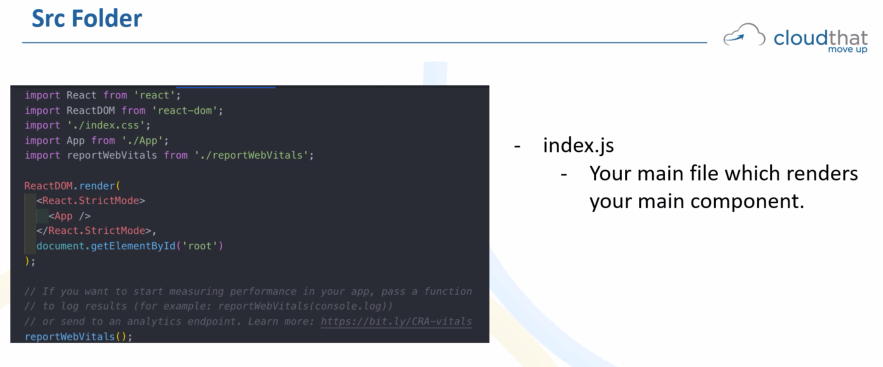 Src Folder
cloudthat
move up
import React from 'react';
import ReactDOM from 'react-dom';
import './index.css';
import App from './App';
import reportWebVitals from './reportWebVitals';
ReactDOM.render(
<React.StrictMode>
<App />
</React.StrictMode>,
document.getElementById('root')
);
// If you want to start measuring performance in your app, pass a function
// to log results (for example: reportWebVitals(console.log))
// or send to an analytics endpoint. Learn more: https://bit.ly/CRA-vitals
reportWebVitals();
- index.js
- Your main file which renders
your main component.